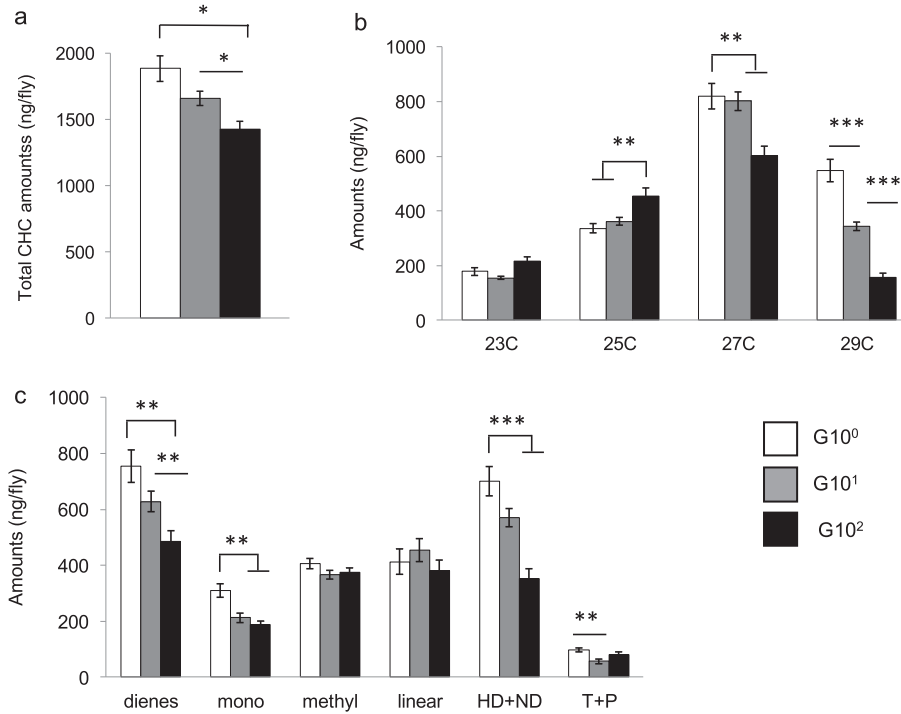 a
*
*
Total CHC amountss (ng/fly)
2000
1500
1000
500
0
b
**
**
***
***
Amounts (ng/fly)
1000
800
600
400
200
0
23C 25C 27C 29C
c
**
**
**
***
**
Amounts (ng/fly)
1000
800
600
400
200
0
dienes mono methyl linear HD+ND T+P
G10⁰
G10¹
G10²